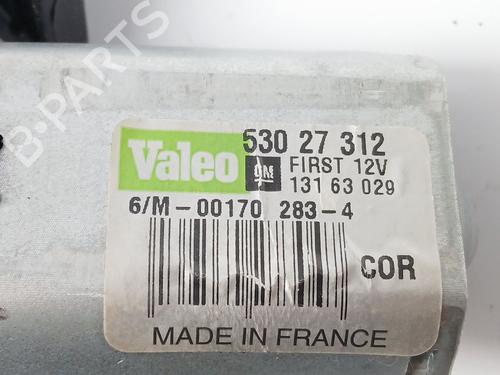 B-PARTS
Valeo 530 27 312
GM FIRST 12V
131 63 029
6/M-00170 283-4
COR
MADE IN FRANCE